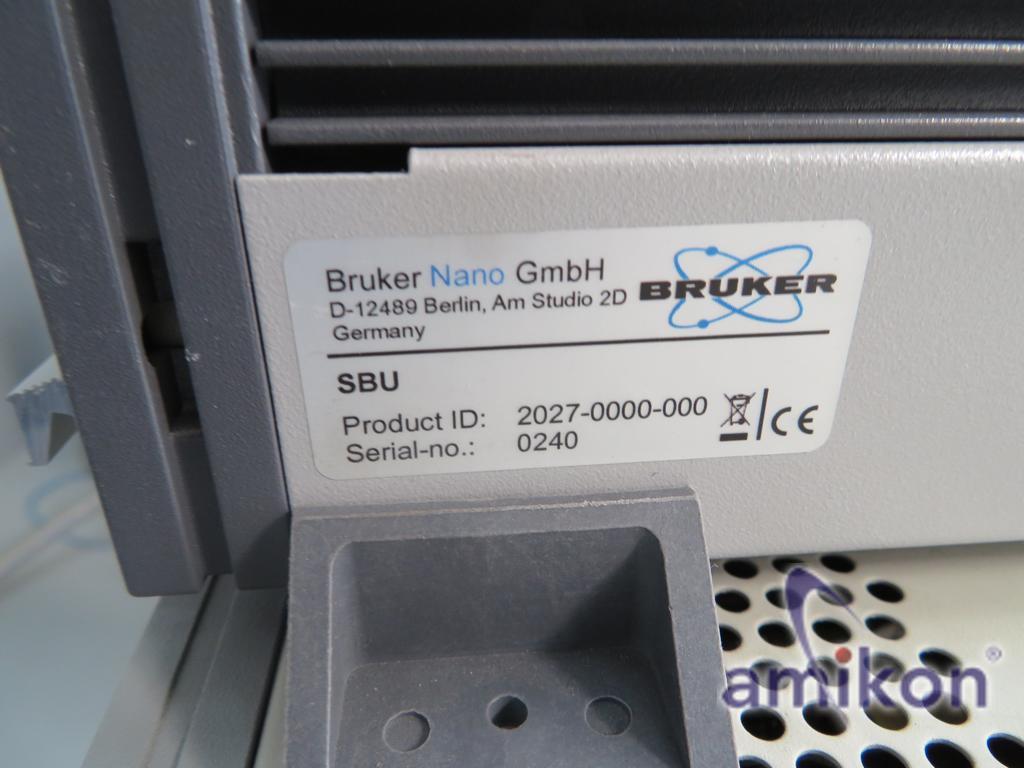 Bruker Nano GmbH
D-12489 Berlin, Am Studio 2D
Germany
BRUKER
SBU
Product ID: 2027-0000-000
Serial-no.: 0240
CE
amikon®